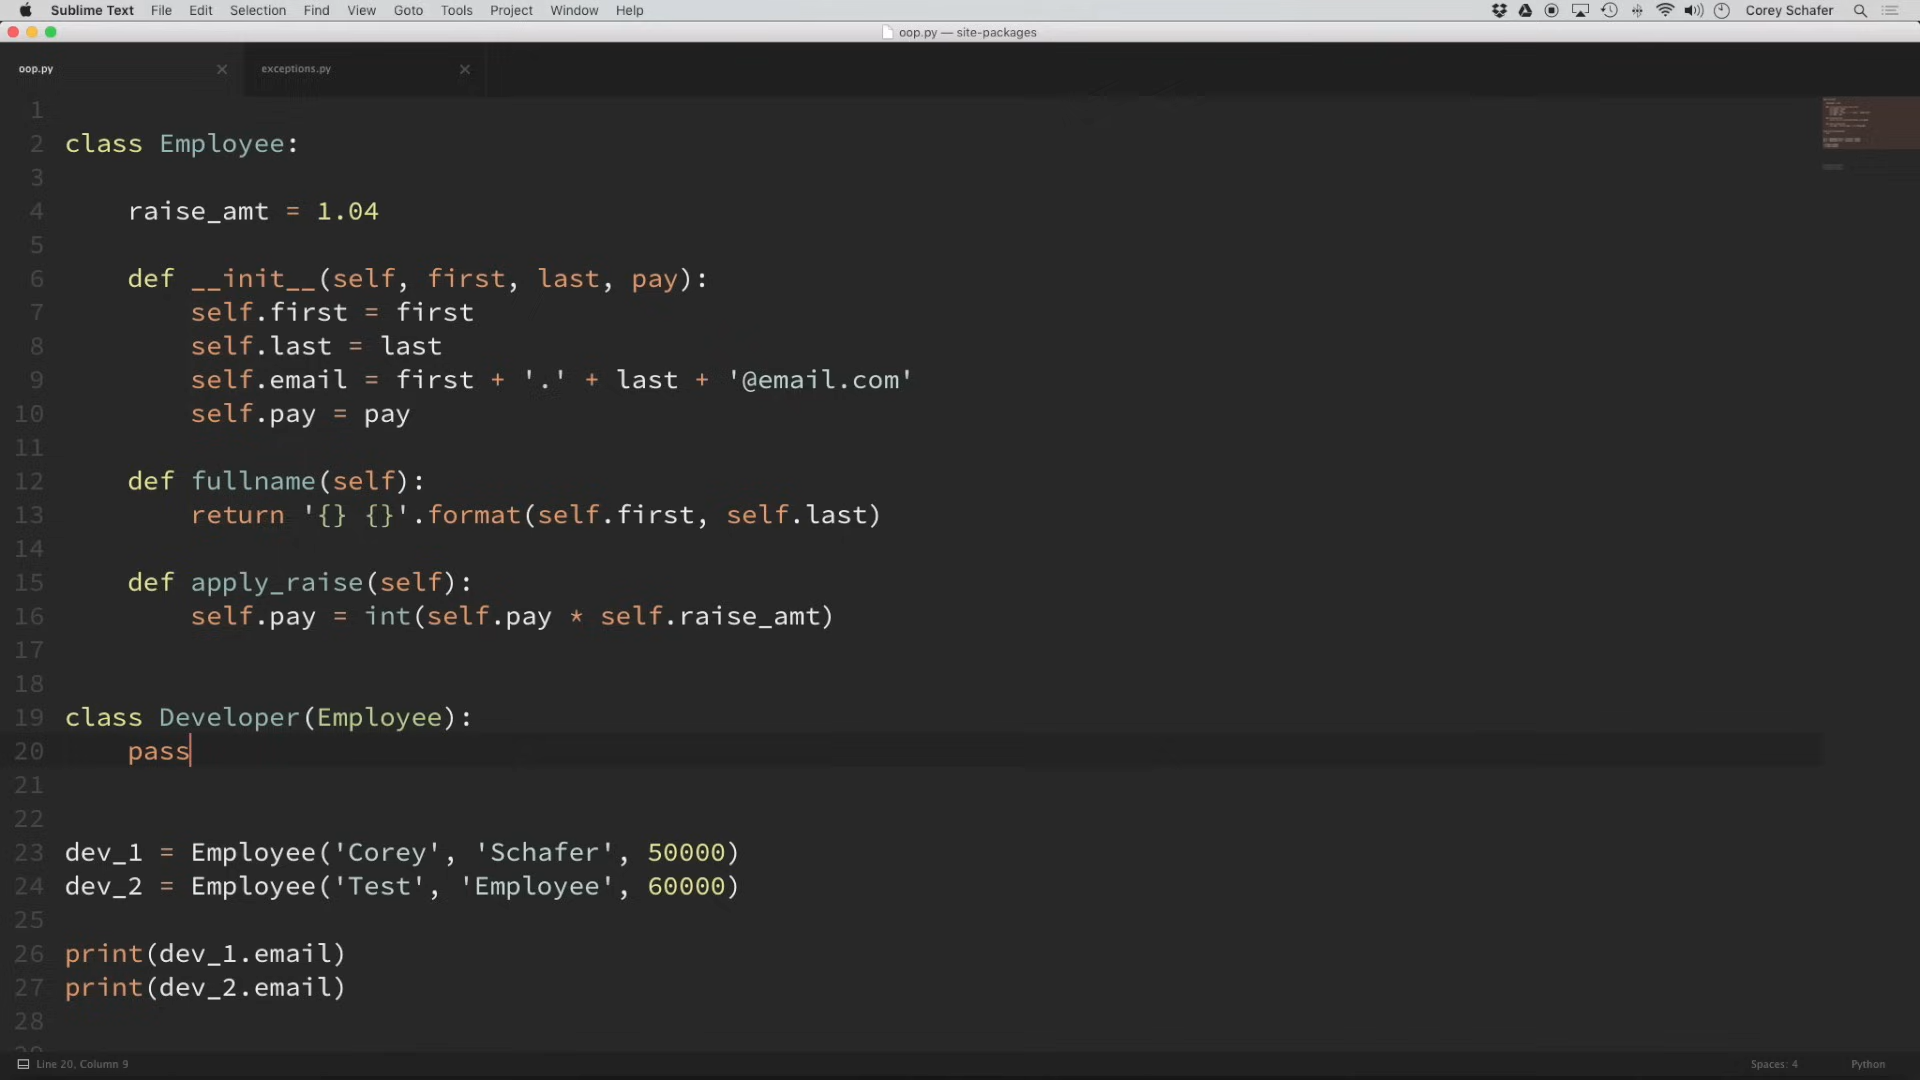 Sublime Text File Edit Selection Find View Goto Tools Project Window Help Corey Schafer
oop.py — site-packages
oop.py exceptions.py
1
2 class Employee:
3
4     raise_amt = 1.04
5
6     def __init__(self, first, last, pay):
7         self.first = first
8         self.last = last
9         self.email = first + '.' + last + '@email.com'
10         self.pay = pay
11
12     def fullname(self):
13         return '{} {}'.format(self.first, self.last)
14
15     def apply_raise(self):
16         self.pay = int(self.pay * self.raise_amt)
17
18
19 class Developer(Employee):
20     pass
21
22
23 dev_1 = Employee('Corey', 'Schafer', 50000)
24 dev_2 = Employee('Test', 'Employee', 60000)
25
26 print(dev_1.email)
27 print(dev_2.email)
28
Line 20, Column 9 Spaces: 4 Python